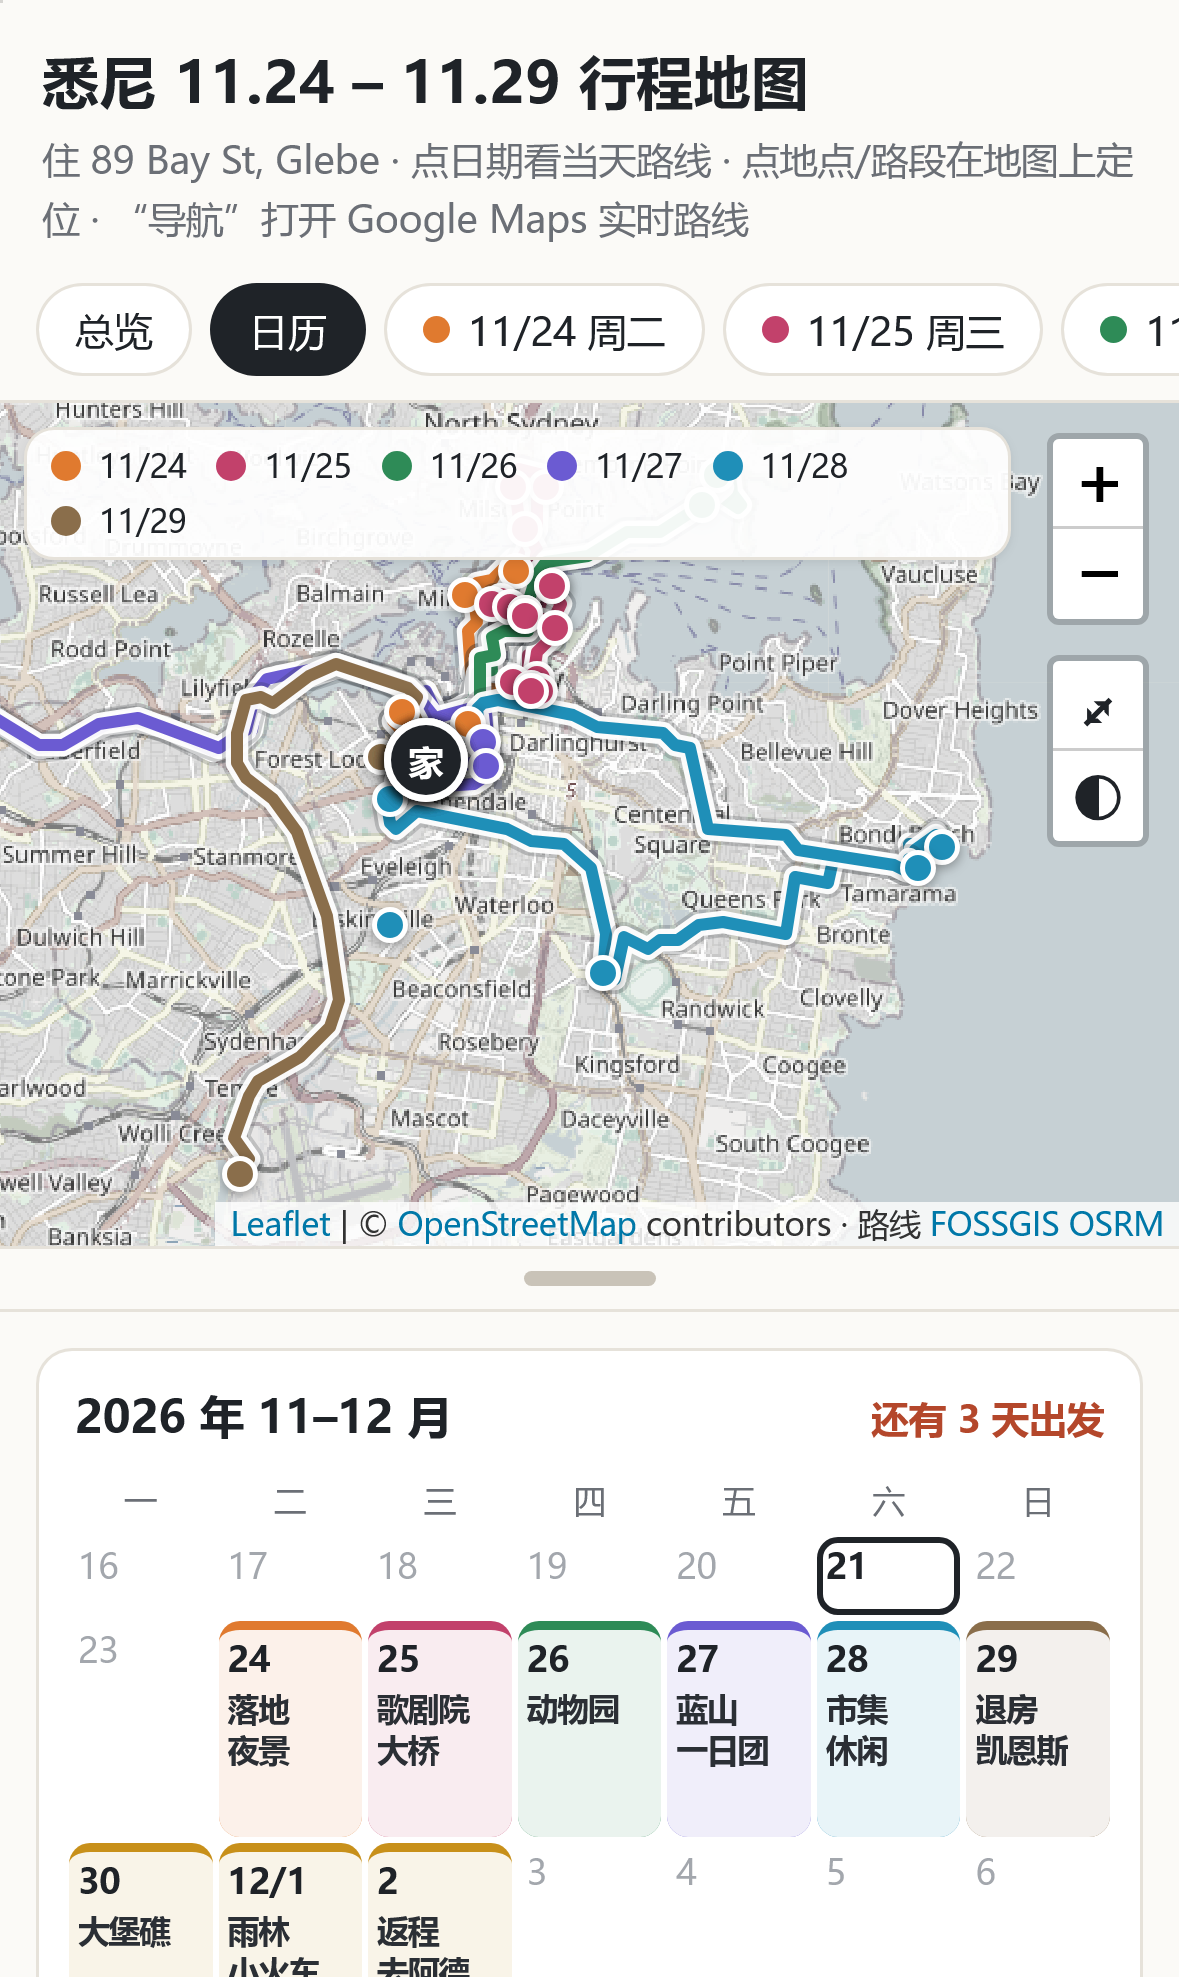 悉尼 11.24 – 11.29 行程地图
住 89 Bay St, Glebe · 点日期看当天路线 · 点地点/路段在地图上定
位 · “导航”打开 Google Maps 实时路线
总览
日历
11/24 周二
11/25 周三
Hunters Hill
North Sydney
11/24
11/25
11/26
11/27
11/28
11/29
Watsons Bay
Drummoyne
Birchgrove
Vaucluse
Russell Lea
Balmain
Rodd Point
Rozelle
Point Piper
Darling Point
Dover Heights
Darlinghurst
Bellevue Hill
家
5
Square
Summer Hill
Stanmore
Eveleigh
Waterloo
Tamarama
Bronte
Dulwich Hill
Marrickville
Beaconsfield
Randwick
Clovelly
Rosebery
Kingsford
Coogee
Mascot
Daceyville
South Coogee
Pagewood
Banksia
Leaflet | © OpenStreetMap contributors · 路线 FOSSGIS OSRM
2026 年 11–12 月
还有 3 天出发
一 二 三 四 五 六 日
16 17 18 19 20 21 22
23 24 25 26 27 28 29
落地 歌剧院 动物园 蓝山 市集 退房
夜景 大桥 一日团 休闲 凯恩斯
30 12/1 2 3 4 5 6
大堡礁 雨林 返程
小火车 去阿德